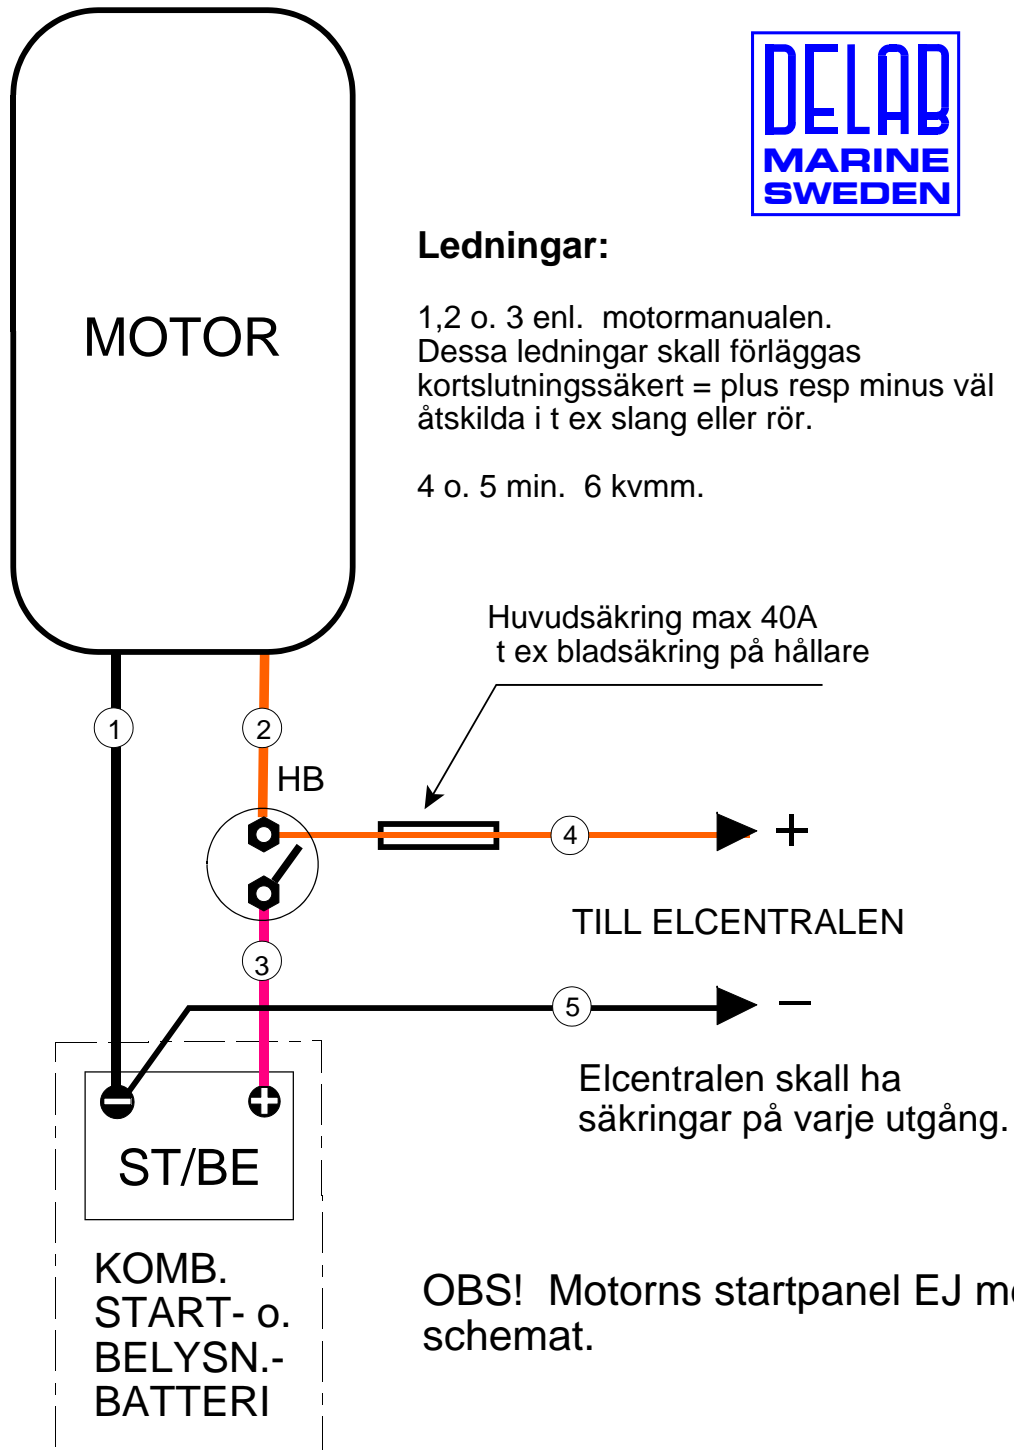 DELAB
MARINE
SWEDEN
Ledningar:
1,2 o. 3 enl. motormanualen.
Dessa ledningar skall förläggas
kortslutningssäkert = plus resp minus väl
åtskilda i t ex slang eller rör.
4 o. 5 min. 6 kvmm.
MOTOR
Huvudsäkring max 40A
t ex bladsäkring på hållare
1
2
HB
4
+
TILL ELCENTRALEN
3
5
−
Elcentralen skall ha
säkringar på varje utgång.
−
+
ST/BE
KOMB.
START- o.
BELYSN.-
BATTERI
OBS! Motorns startpanel EJ
schemat.